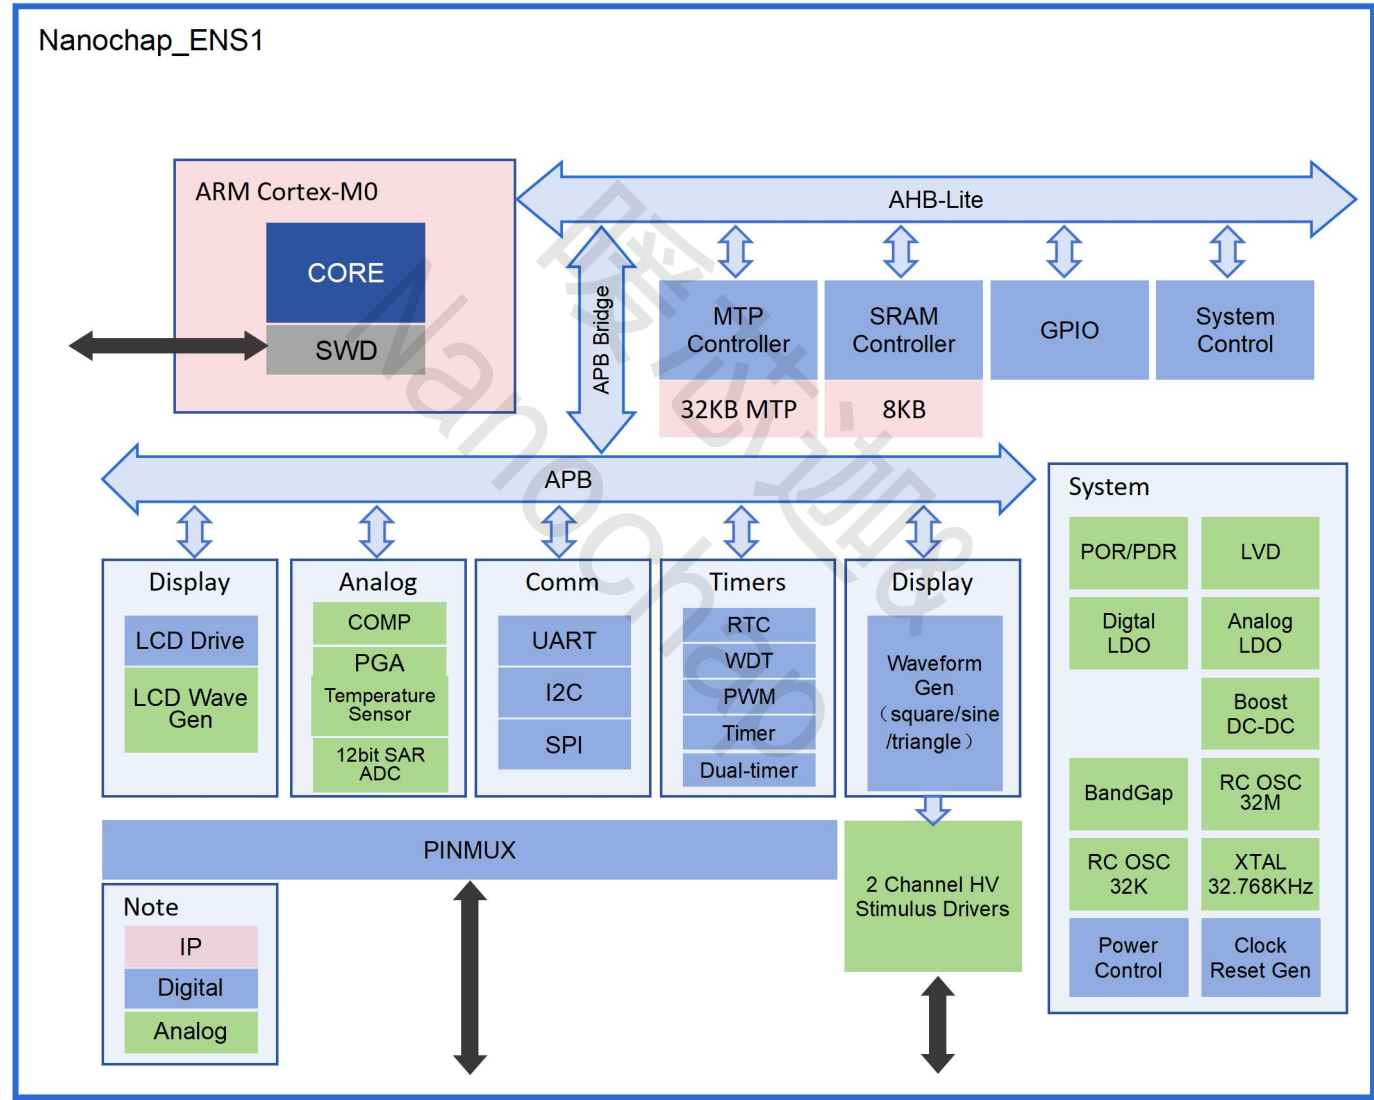 Nanochap_ENS1
ARM Cortex-M0
CORE
SWD
AHB-Lite
APB Bridge
MTP
Controller
32KB MTP
SRAM
Controller
8KB
GPIO
System
Control
APB
Display
LCD Drive
LCD Wave
Gen
Analog
COMP
PGA
Temperature
Sensor
12bit SAR
ADC
Comm
UART
I2C
SPI
Timers
RTC
WDT
PWM
Timer
Dual-timer
Display
Waveform
Gen
（square/sine
/triangle）
System
POR/PDR
LVD
Digtal
LDO
Analog
LDO
Boost
DC-DC
BandGap
RC OSC
32M
RC OSC
32K
XTAL
32.768KHz
Power
Control
Clock
Reset Gen
PINMUX
2 Channel HV
Stimulus Drivers
Note
IP
Digital
Analog
暖芯迦&
Nanochap